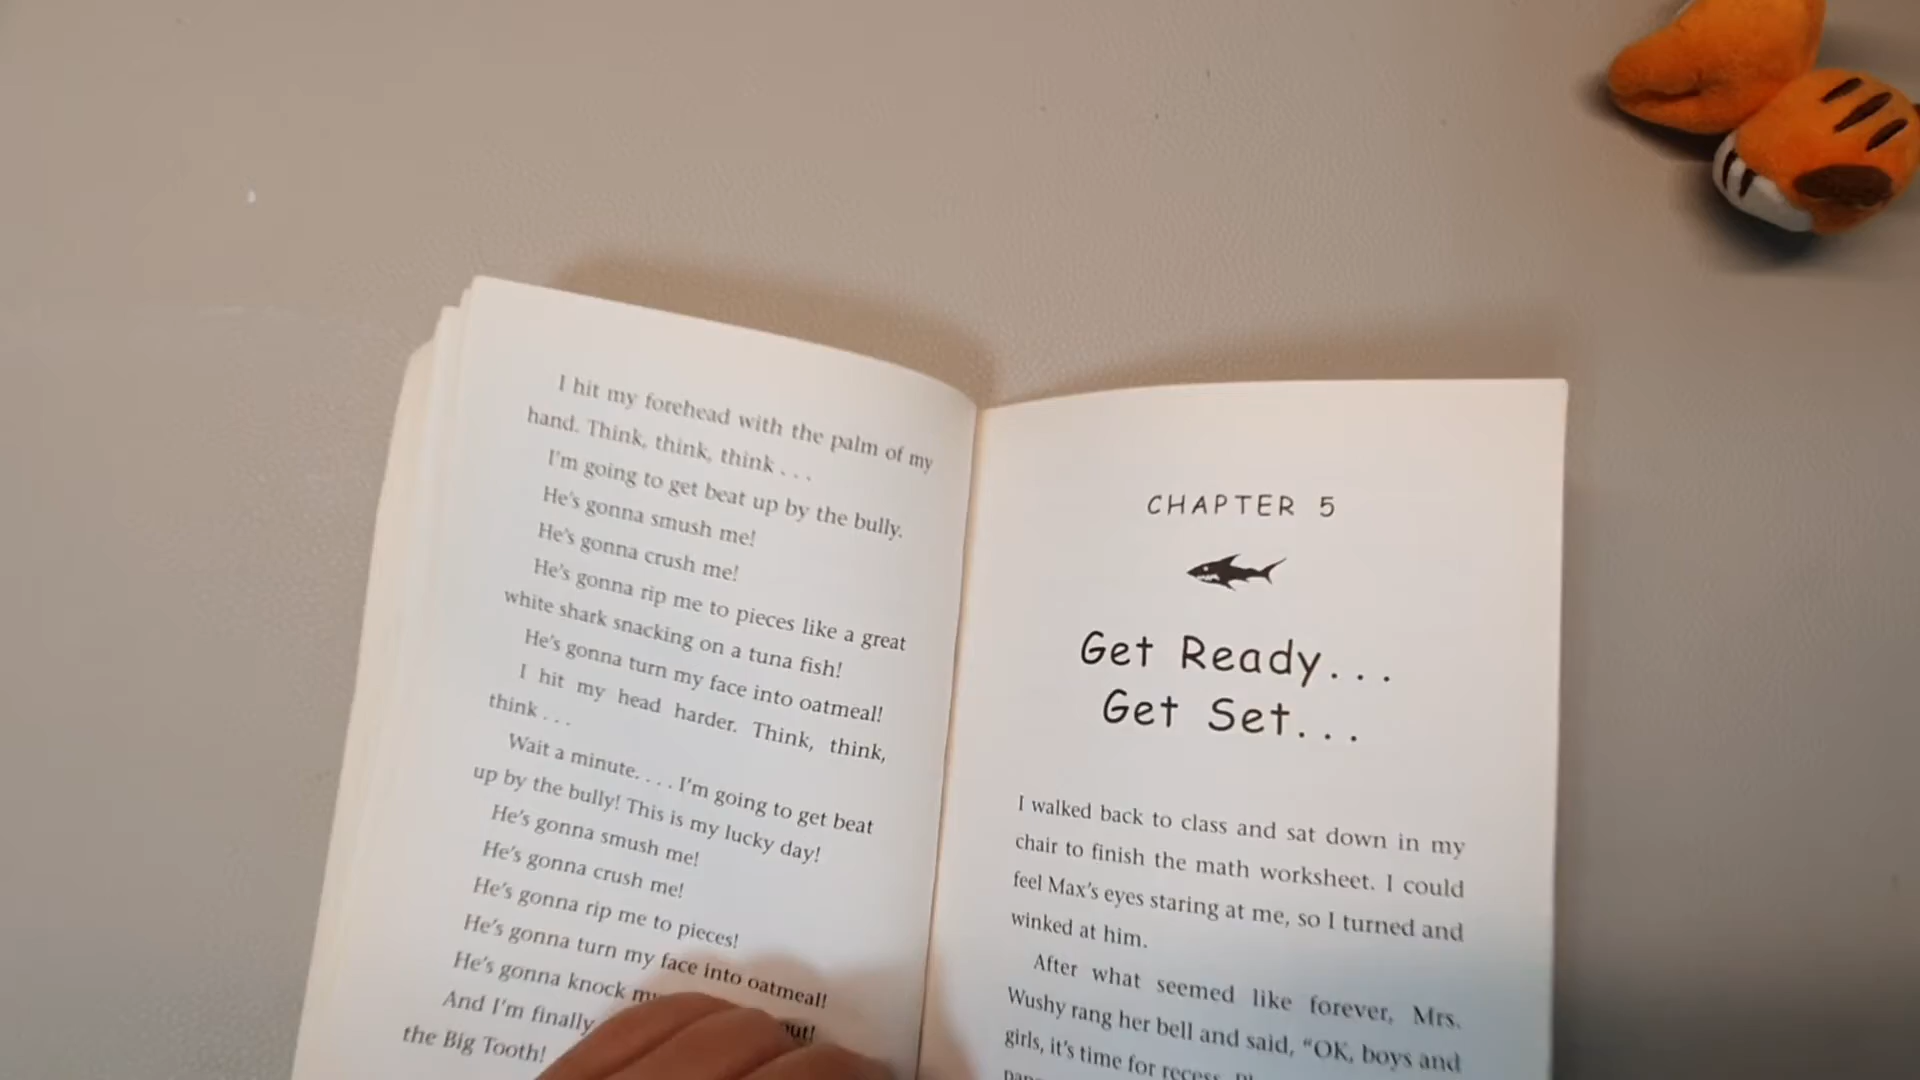 I hit my forehead with the palm of my
hand. Think, think, think . . .
I'm going to get beat up by the bully.
He's gonna smush me!
He's gonna crush me!
He's gonna rip me to pieces like a great
white shark snacking on a tuna fish!
He's gonna turn my face into oatmeal!
I hit my head harder. Think, think,
think . . .
Wait a minute. . . . I'm going to get beat
up by the bully! This is my lucky day!
He's gonna smush me!
He's gonna crush me!
He's gonna rip me to pieces!
He's gonna turn my face into oatmeal!
He's gonna knock out!
And I'm finally
the Big Tooth!
CHAPTER 5
Get Ready...
Get Set...
I walked back to class and sat down in my
chair to finish the math worksheet. I could
feel Max's eyes staring at me, so I turned and
winked at him.
After what seemed like forever, Mrs.
Wushy rang her bell and said, "OK, boys and
girls, it's time for recess.